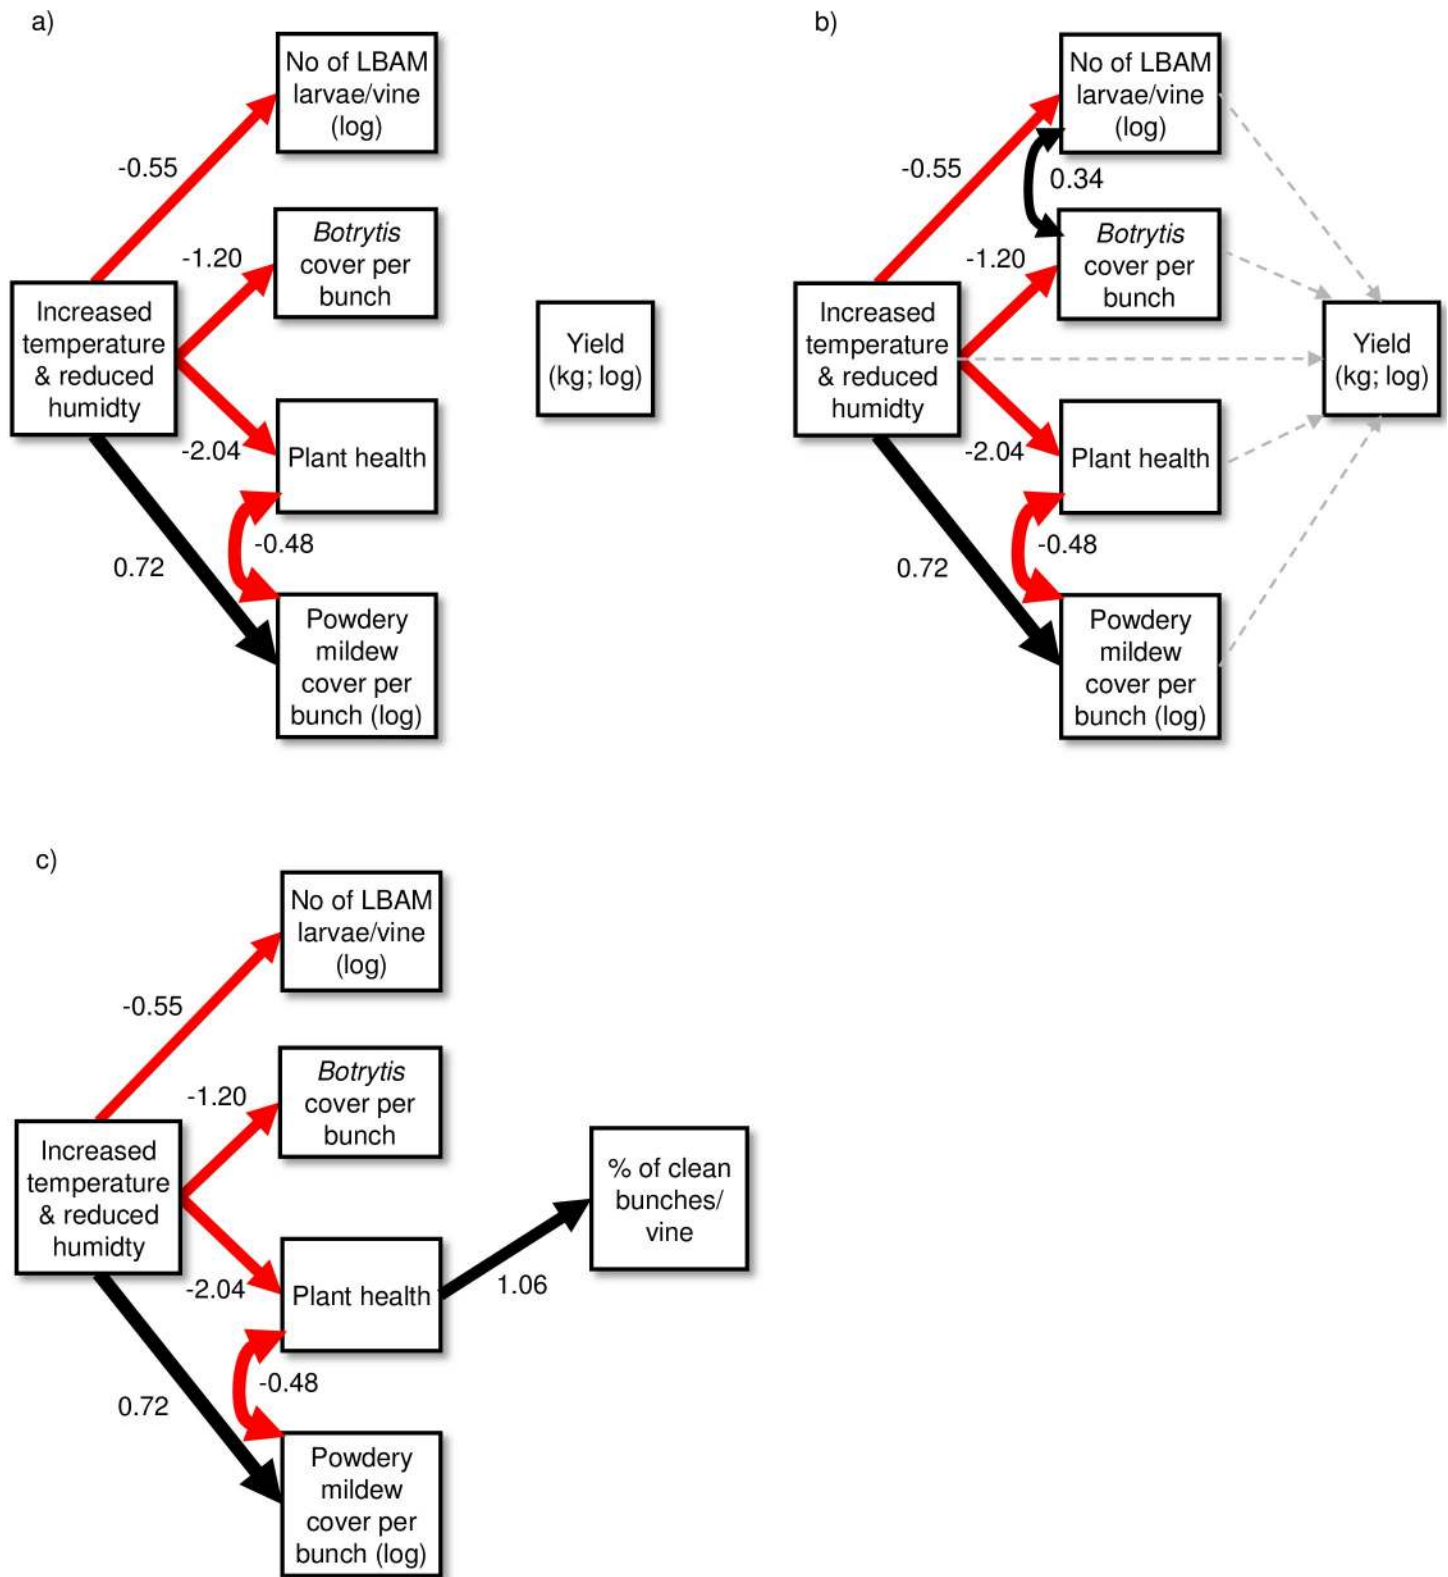 a)
No of LBAM
larvae/vine
(log)
-0.55
Botrytis
cover per
bunch
-1.20
Increased
temperature
& reduced
humidty
Yield
(kg; log)
Plant health
-2.04
-0.48
0.72
Powdery
mildew
cover per
bunch (log)
b)
No of LBAM
larvae/vine
(log)
-0.55
0.34
Botrytis
cover per
bunch
-1.20
Increased
temperature
& reduced
humidty
Yield
(kg; log)
Plant health
-2.04
-0.48
0.72
Powdery
mildew
cover per
bunch (log)
c)
No of LBAM
larvae/vine
(log)
-0.55
Botrytis
cover per
bunch
-1.20
Increased
temperature
& reduced
humidty
% of clean
bunches/
vine
Plant health
-2.04
1.06
-0.48
0.72
Powdery
mildew
cover per
bunch (log)